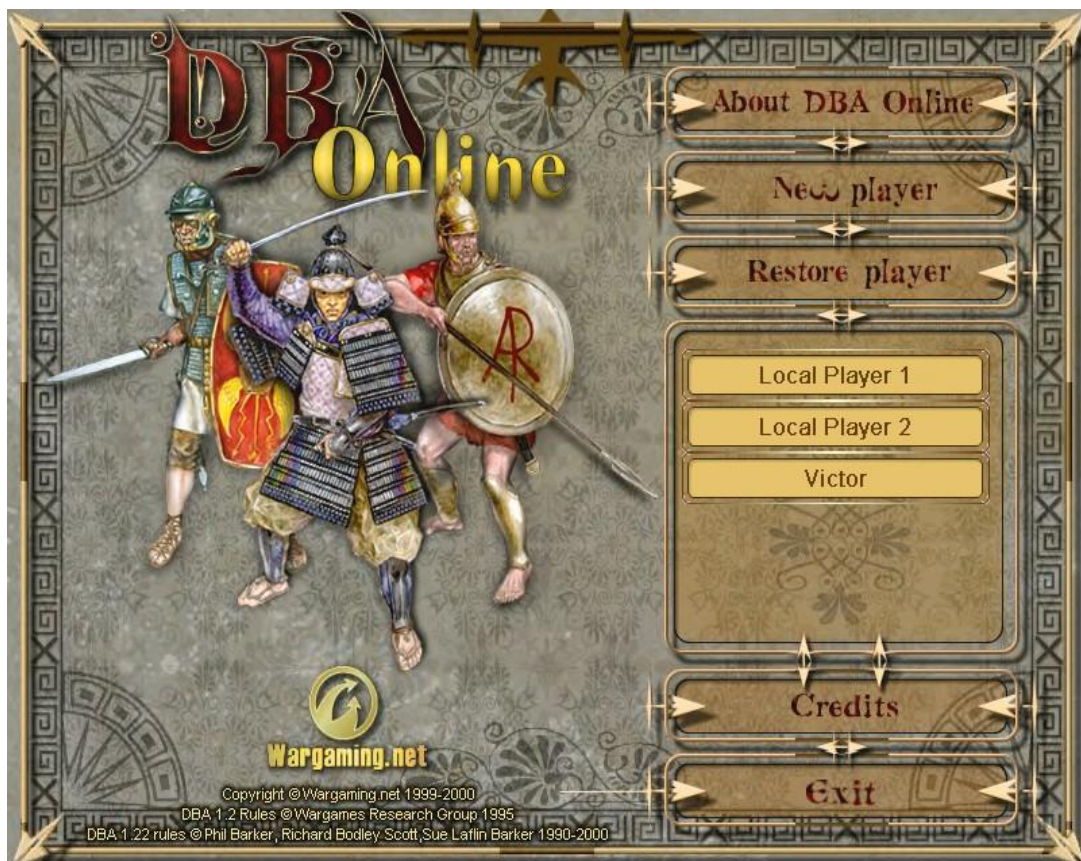 DBA
Online
About DBA Online
New player
Restore player
Local Player 1
Local Player 2
Victor
Credits
Exit
AR
Wargaming.net
Copyright © Wargaming.net 1999-2000
DBA 1.2 Rules © Wargames Research Group 1995
DBA 1.22 rules © Phil Barker, Richard Bodley Scott,Sue Laflin Barker 1990-2000